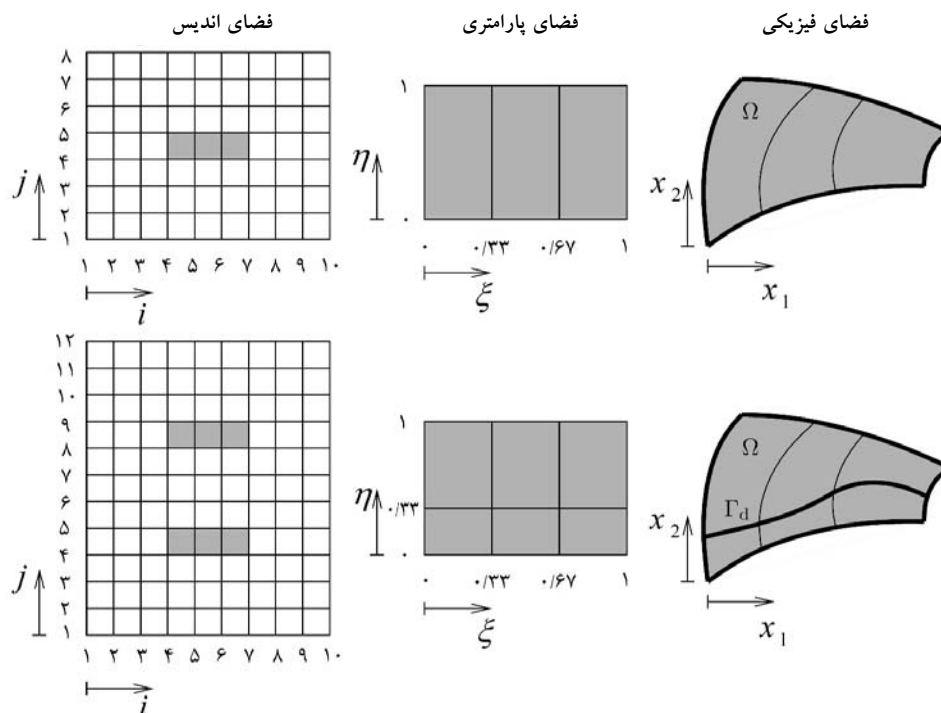 فضای فیزیکی فضای پارامتری فضای اندیس
۸
۷
۶
۵
۴
۳
۲
۱
j
۱ ۲ ۳ ۴ ۵ ۶ ۷ ۸ ۹ ۱۰
i
۱
η
۰
۰ ۰/۳۳ ۰/۶۷ ۱
ξ
Ω
x₂
x₁
۱۲
۱۱
۱۰
۹
۸
۷
۶
۵
۴
۳
۲
۱
j
۱ ۲ ۳ ۴ ۵ ۶ ۷ ۸ ۹ ۱۰
i
۱
η
۰/۳۳
۰
۰ ۰/۳۳ ۰/۶۷ ۱
ξ
Ω
Γd
x₂
x₁